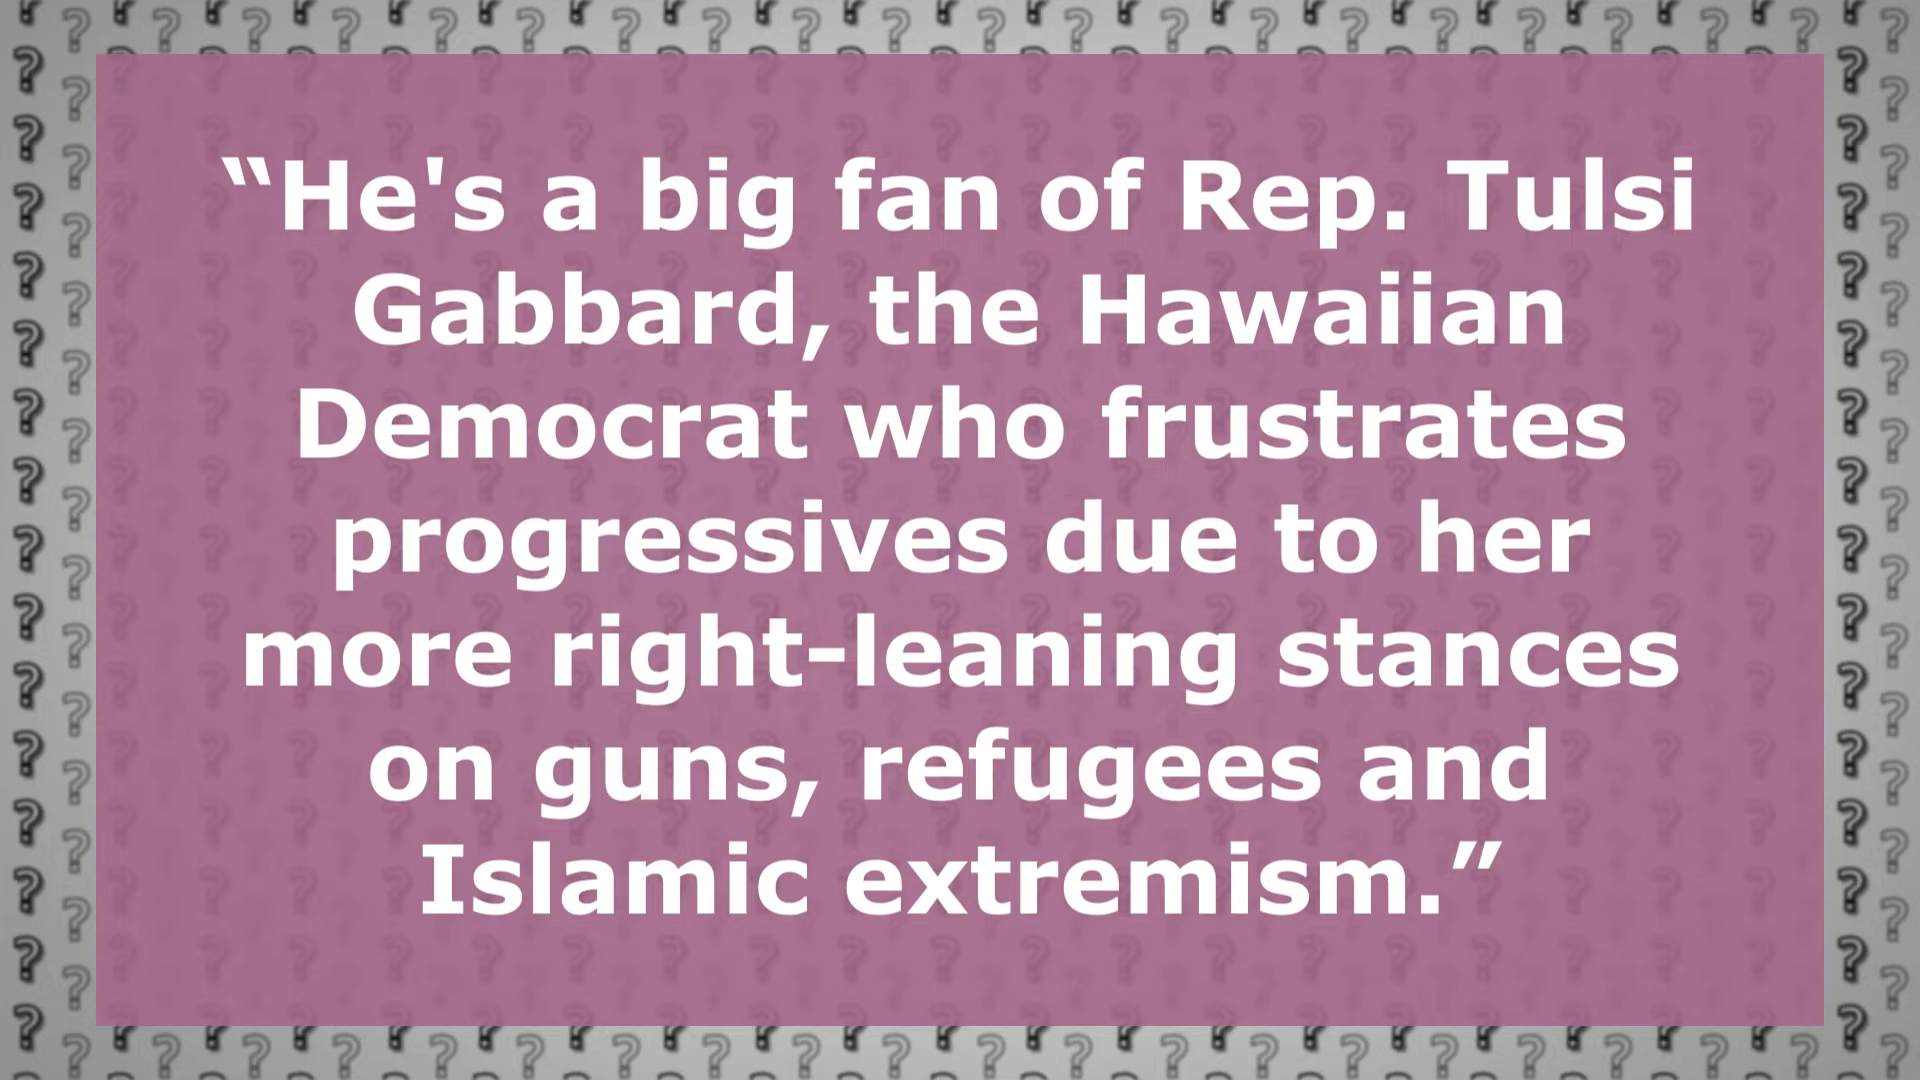 “He's a big fan of Rep. Tulsi
Gabbard, the Hawaiian
Democrat who frustrates
progressives due to her
more right-leaning stances
on guns, refugees and
Islamic extremism.”